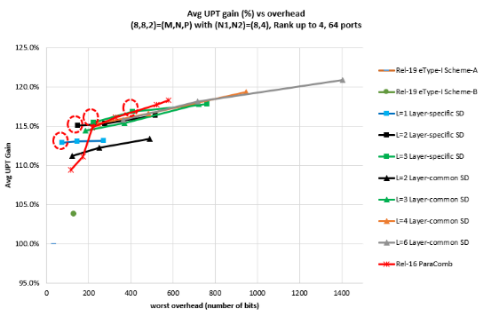 Avg UPT gain (%) vs overhead
(8,8,2)=(M,N,P) with (N1,N2)=(8,4), Rank up to 4, 64 ports
125.0%
120.0%
115.0%
110.0%
105.0%
100.0%
95.0%
Avg UPT Gain
0 200 400 600 800 1000 1200 1400
worst overhead (number of bits)
Rel-19 eType-I Scheme-A
Rel-19 eType-I Scheme-B
L=1 Layer-specific SD
L=2 Layer-specific SD
L=3 Layer-specific SD
L=2 Layer-common SD
L=3 Layer-common SD
L=4 Layer-common SD
L=6 Layer-common SD
Rel-16 ParaComb